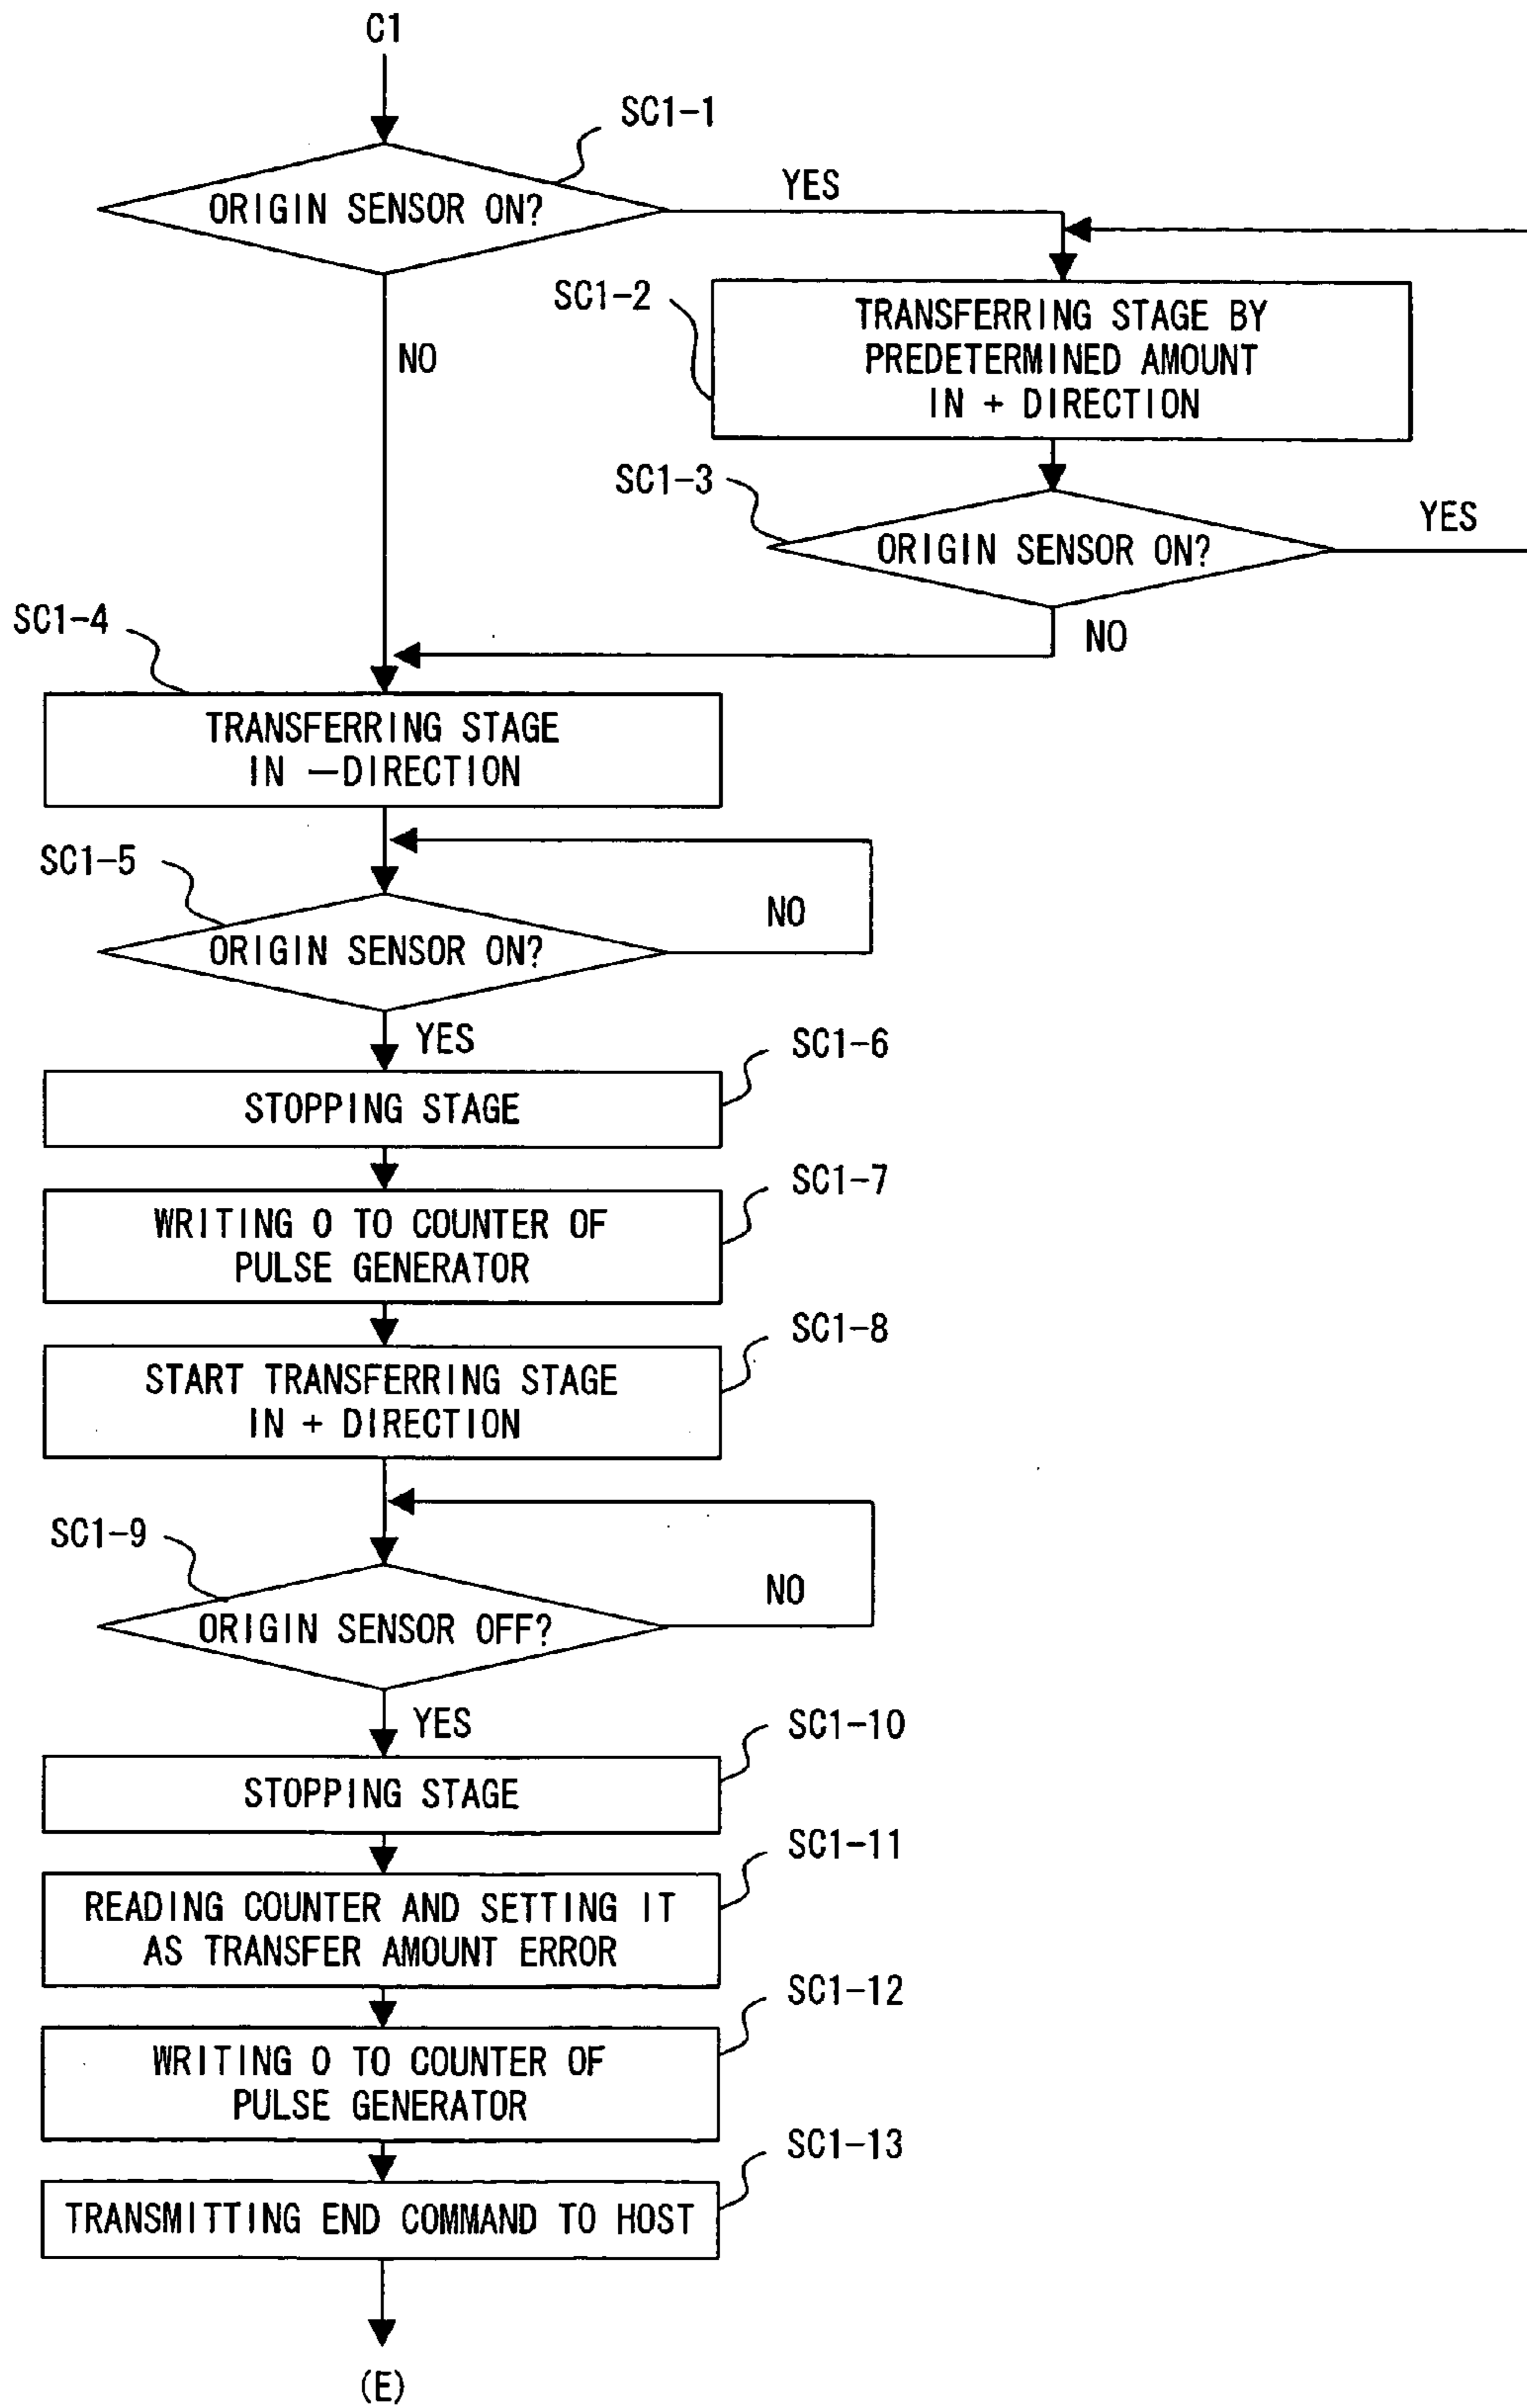 C1
SC1-1
ORIGIN SENSOR ON?
YES
NO
SC1-2
TRANSFERRING STAGE BY
PREDETERMINED AMOUNT
IN + DIRECTION
SC1-3
ORIGIN SENSOR ON?
YES
NO
SC1-4
TRANSFERRING STAGE
IN —DIRECTION
SC1-5
ORIGIN SENSOR ON?
NO
YES
SC1-6
STOPPING STAGE
SC1-7
WRITING 0 TO COUNTER OF
PULSE GENERATOR
SC1-8
START TRANSFERRING STAGE
IN + DIRECTION
SC1-9
ORIGIN SENSOR OFF?
NO
YES
SC1-10
STOPPING STAGE
SC1-11
READING COUNTER AND SETTING IT
AS TRANSFER AMOUNT ERROR
SC1-12
WRITING 0 TO COUNTER OF
PULSE GENERATOR
SC1-13
TRANSMITTING END COMMAND TO HOST
(E)